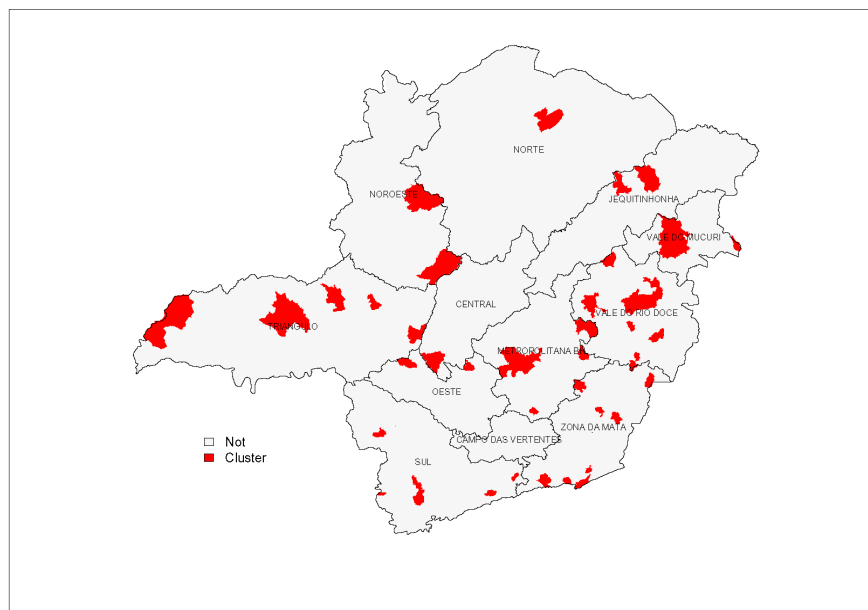 NORTE
NOROESTE
JEQUITINHONHA
VALE DO MUCURI
CENTRAL
VALE DO RIO DOCE
TRIANGULO
METROPOLITANA BH
OESTE
ZONA DA MATA
CAMPO DAS VERTENTES
SUL
Not
Cluster